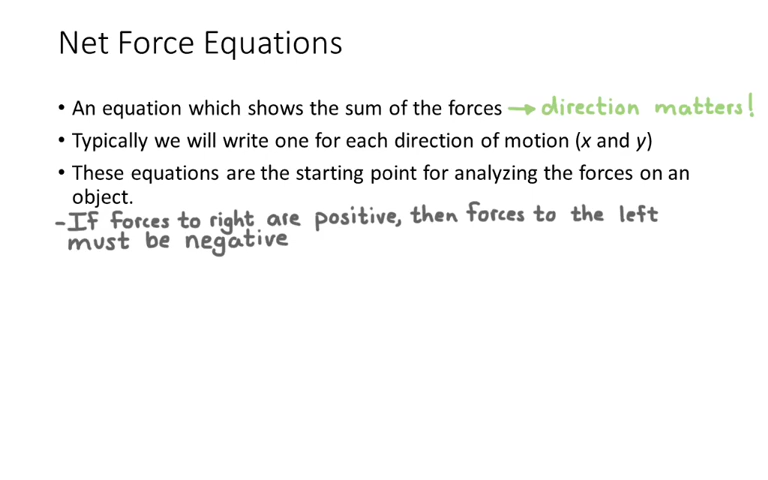 Net Force Equations
• An equation which shows the sum of the forces → direction matters!
• Typically we will write one for each direction of motion (x and y)
• These equations are the starting point for analyzing the forces on an
object.
-If forces to right are positive, then forces to the left
must be negative